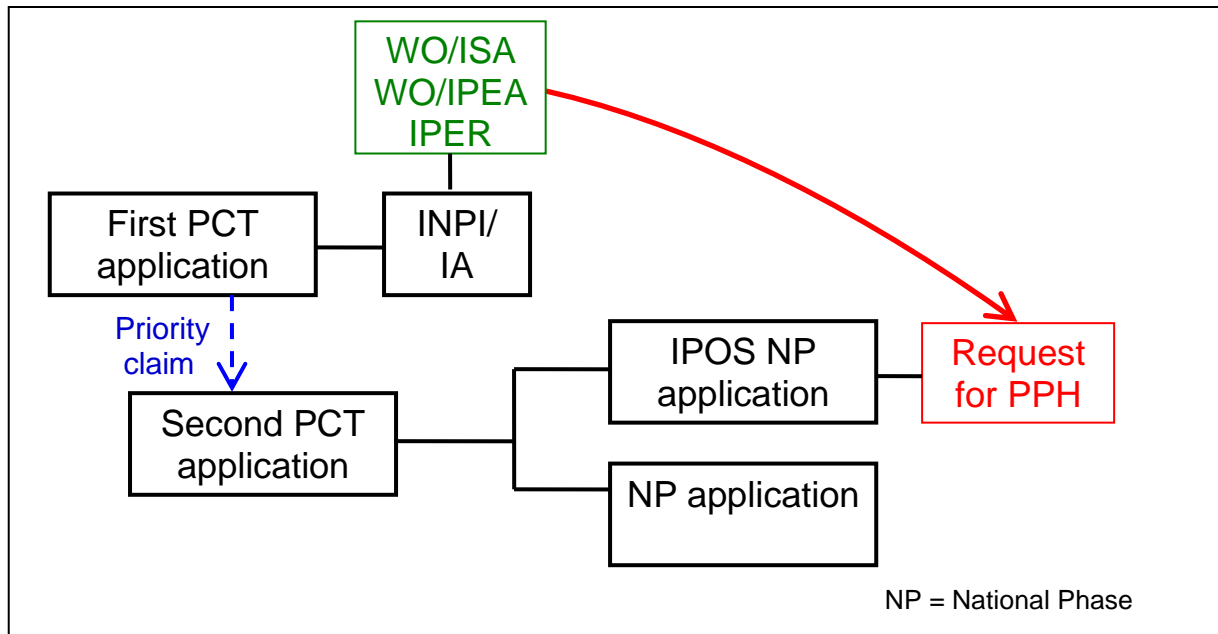 WO/ISA
WO/IPEA
IPER
First PCT
application
INPI/
IA
Priority
claim
Second PCT
application
IPOS NP
application
Request
for PPH
NP application
NP = National Phase